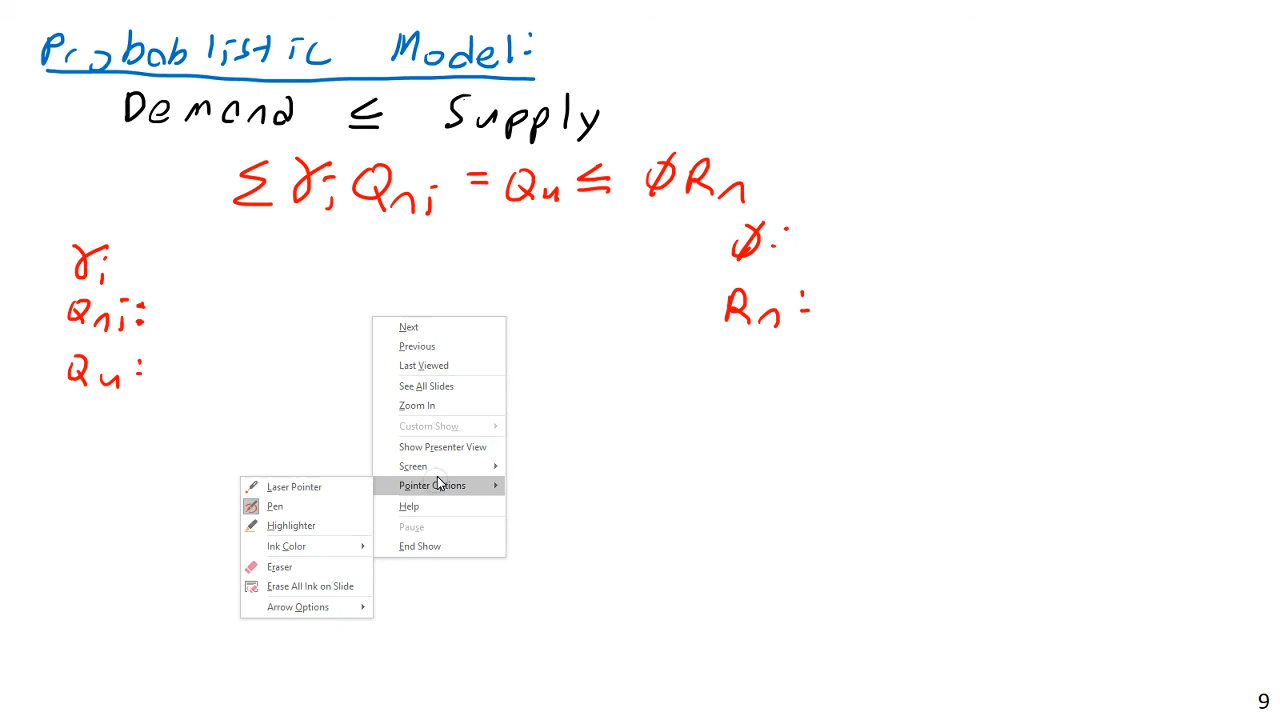 Probablistic Model:
Demand ≤ Supply
Σ γi Qni = Qu ≤ φRn
φ:
γi
Rn:
Qni:
Qu:
Next
Previous
Last Viewed
See All Slides
Zoom In
Custom Show
Show Presenter View
Screen
Pointer Options
Help
Pause
End Show
Laser Pointer
Pen
Highlighter
Ink Color
Eraser
Erase All Ink on Slide
Arrow Options
9